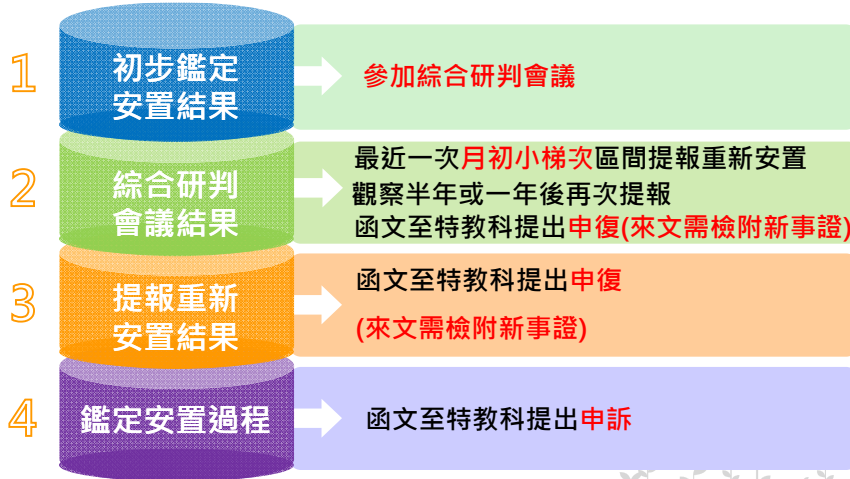 1
初步鑑定
安置結果
參加綜合研判會議
2
綜合研判
會議結果
最近一次月初小梯次區間提報重新安置
觀察半年或一年後再次提報
函文至特教科提出申復(來文需檢附新事證)
3
提報重新
安置結果
函文至特教科提出申復
(來文需檢附新事證)
4
鑑定安置過程
函文至特教科提出申訴